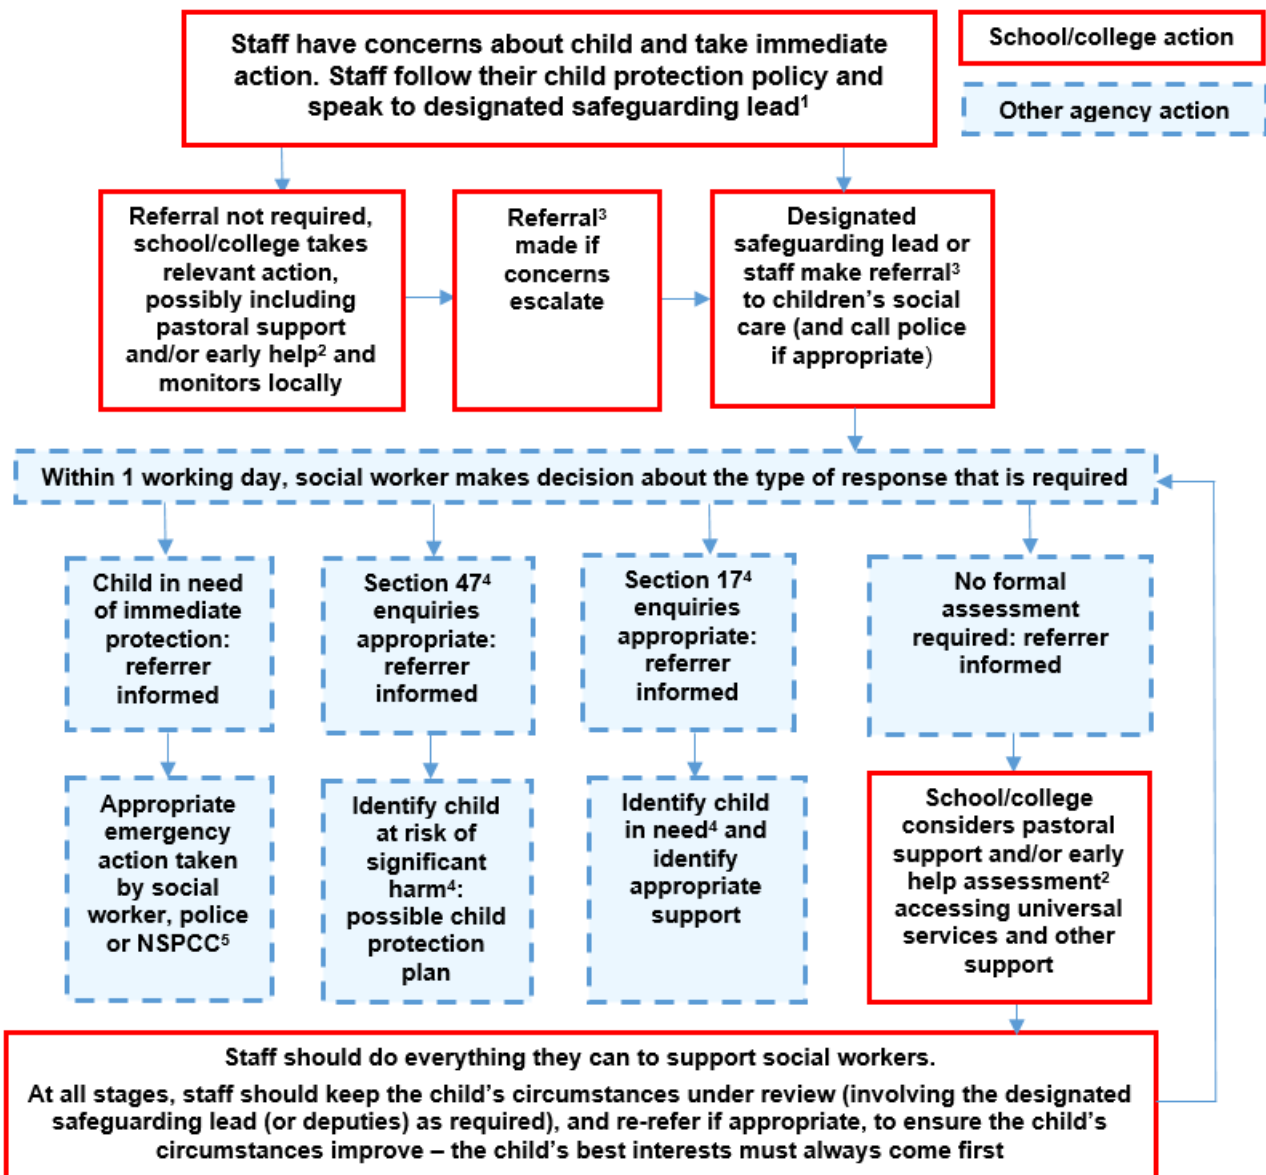 Staff have concerns about child and take immediate
action. Staff follow their child protection policy and
speak to designated safeguarding lead¹
School/college action
Other agency action
Referral not required,
school/college takes
relevant action,
possibly including
pastoral support
and/or early help² and
monitors locally
Referral³
made if
concerns
escalate
Designated
safeguarding lead or
staff make referral³
to children’s social
care (and call police
if appropriate)
Within 1 working day, social worker makes decision about the type of response that is required
Child in need
of immediate
protection:
referrer
informed
Section 47⁴
enquiries
appropriate:
referrer
informed
Section 17⁴
enquiries
appropriate:
referrer
informed
No formal
assessment
required: referrer
informed
Appropriate
emergency
action taken
by social
worker, police
or NSPCC⁵
Identify child
at risk of
significant
harm⁴:
possible child
protection
plan
Identify child
in need⁴ and
identify
appropriate
support
School/college
considers pastoral
support and/or early
help assessment²
accessing universal
services and other
support
Staff should do everything they can to support social workers.
At all stages, staff should keep the child’s circumstances under review (involving the designated
safeguarding lead (or deputies) as required), and re-refer if appropriate, to ensure the child’s
circumstances improve – the child’s best interests must always come first